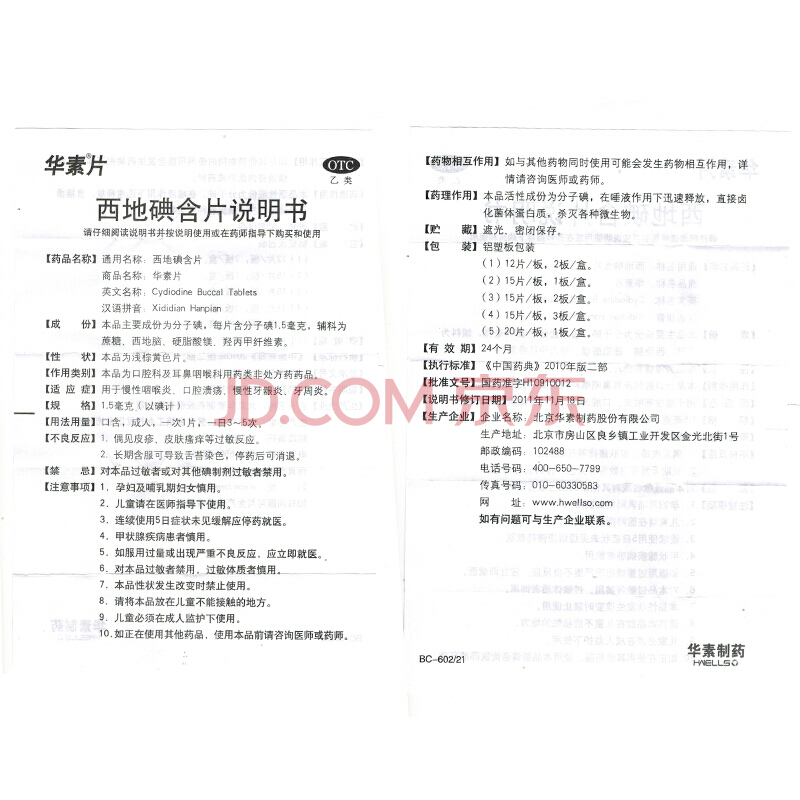 华素®片
OTC
乙类
西地碘含片说明书
请仔细阅读说明书并按说明使用或在药师指导下购买和使用
【药品名称】通用名称：西地碘含片
商品名称：华素片
英文名称：Cydiodine Buccal Tablets
汉语拼音：Xididian Hanpian
【成 份】本品主要成份为分子碘，每片含分子碘1.5毫克，辅料为
蔗糖、西地脑、硬脂酸镁、羟丙甲纤维素。
【性 状】本品为浅棕黄色片。
【作用类别】本品为口腔科及耳鼻咽喉科用药类非处方药药品。
【适 应 症】用于慢性咽喉炎、口腔溃疡、慢性牙龈炎、牙周炎。
【规 格】1.5毫克（以碘计）
【用法用量】口含，成人，一次1片，一日3~5次。
【不良反应】1．偶见皮疹、皮肤瘙痒等过敏反应。
2．长期含服可导致舌苔染色，停药后可消退。
【禁 忌】对本品过敏者或对其他碘制剂过敏者禁用。
【注意事项】1．孕妇及哺乳期妇女慎用。
2．儿童请在医师指导下使用。
3．连续使用5日症状未见缓解应停药就医。
4．甲状腺疾病患者慎用。
5．如服用过量或出现严重不良反应，应立即就医。
6．对本品过敏者禁用，过敏体质者慎用。
7．本品性状发生改变时禁止使用。
8．请将本品放在儿童不能接触的地方。
9．儿童必须在成人监护下使用。
10．如正在使用其他药品，使用本品前请咨询医师或药师。
【药物相互作用】如与其他药物同时使用可能会发生药物相互作用，详
情请咨询医师或药师。
【药理作用】本品活性成份为分子碘，在唾液作用下迅速释放，直接卤
化菌体蛋白质，杀灭各种微生物。
【贮 藏】遮光、密闭保存。
【包 装】铝塑板包装
（1）12片/板，2板/盒。
（2）15片/板，1板/盒。
（3）15片/板，2板/盒。
（4）15片/板，3板/盒。
（5）20片/板，1板/盒。
【有 效 期】24个月
【执行标准】《中国药典》2010年版二部
【批准文号】国药准字H10910012
【说明书修订日期】2011年11月18日
【生产企业】企业名称：北京华素制药股份有限公司
生产地址：北京市房山区良乡镇工业开发区金光北街1号
邮政编码：102488
电话号码：400-650-7799
传真号码：010-60330583
网 址：www.hwellso.com
如有问题可与生产企业联系。
BC-602/21
华素制药
HWELLSO
JD.COM 京东